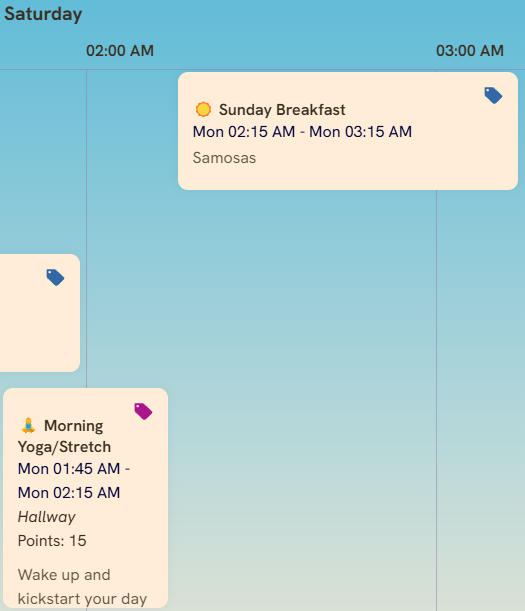 Saturday
02:00 AM
03:00 AM
Sunday Breakfast
Mon 02:15 AM - Mon 03:15 AM
Samosas
Morning
Yoga/Stretch
Mon 01:45 AM -
Mon 02:15 AM
Hallway
Points: 15
Wake up and
kickstart your day